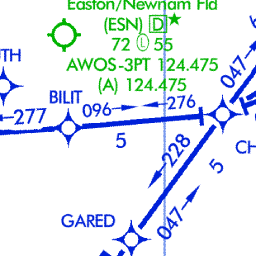 Easton/Newnam Fld
(ESN) D
72 L 55
AWOS-3PT 124.475
(A) 124.475
047
UTH
BILIT
096
276
277
5
228
CH
5
GARED
047